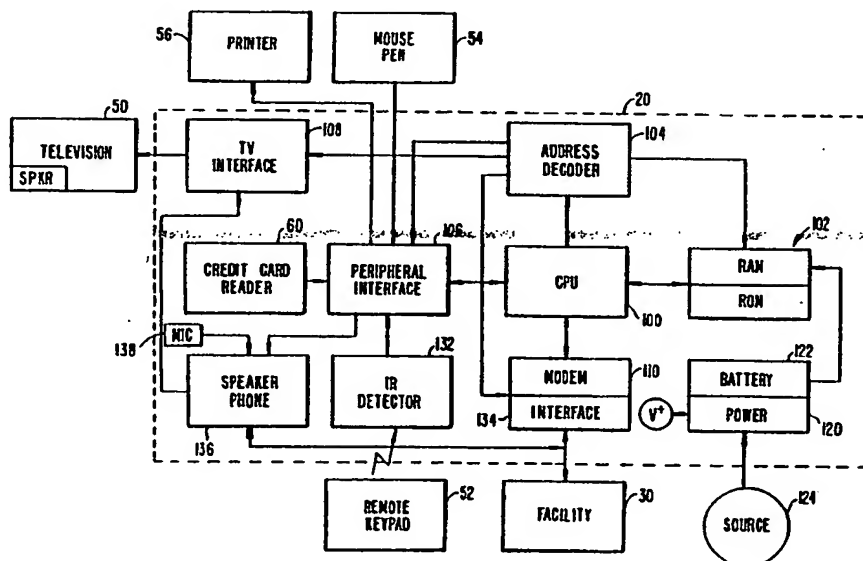 56
PRINTER
MOUSE
PEN
54
50
TELEVISION
SPKR
108
TV
INTERFACE
20
ADDRESS
DECODER
104
60
CREDIT CARD
READER
106
PERIPHERAL
INTERFACE
CPU
100
102
RAM
ROM
138
MIC
SPEAKER
PHONE
136
132
IR
DETECTOR
MODEM
110
134
INTERFACE
122
BATTERY
V+
POWER
120
REMOTE
KEYPAD
52
FACILITY
30
SOURCE
124